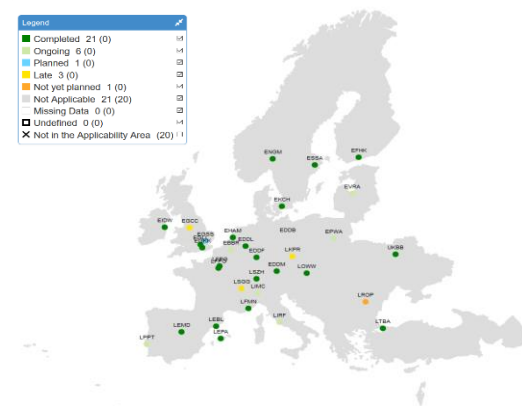 Legend
Completed 21 (0)
Ongoing 6 (0)
Planned 1 (0)
Late 3 (0)
Not yet planned 1 (0)
Not Applicable 21 (20)
Missing Data 0 (0)
Undefined 0 (0)
Not in the Applicability Area (20)
ENGM
ESSA
EFHK
EVRA
EKCH
EIDW
EGCC
EGSS
EHAM
EDDB
EPWA
EBBR
EDDL
EDDF
LKPR
UKBB
EDDM
LOWW
LSZH
LSGG
LIMC
LROP
LFMN
LIRF
LTBA
LPPT
LEMD
LEBL
LEPA